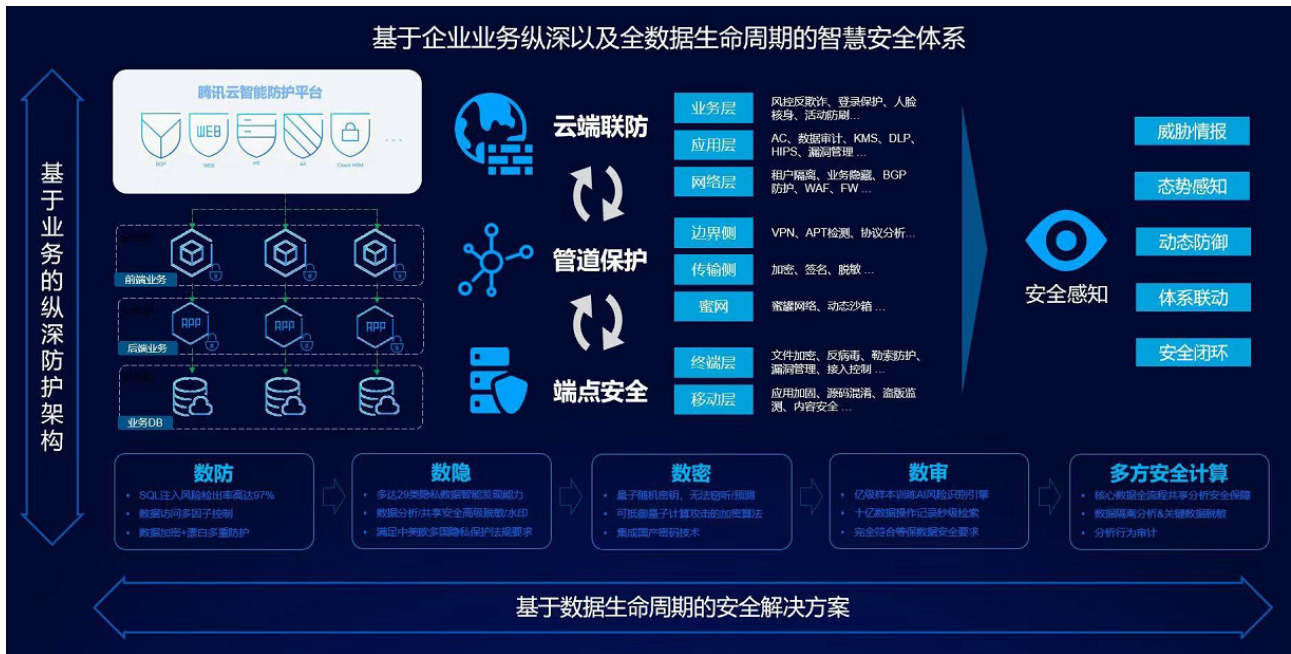 基于企业业务纵深以及全数据生命周期的智慧安全体系
基于业务的纵深防护架构
腾讯云智能防护平台
WEB
BGP
WEB
HS
AA
Cloud HSM
...
前端业务
APP
APP
APP
后端业务
业务DB
云端联防
管道保护
端点安全
业务层
风控反欺诈、登录保护、人脸
核身、活动防刷...
应用层
AC、数据审计、KMS、DLP、
HIPS、漏洞管理 ...
网络层
租户隔离、业务隐藏、BGP
防护、WAF、FW ...
边界侧
VPN、APT检测、协议分析...
传输侧
加密、签名、脱敏 ...
蜜网
蜜罐网络、动态沙箱 ...
终端层
文件加密、反病毒、勒索防护、
漏洞管理、接入控制 ...
移动层
应用加固、源码混淆、盗版监
测、内容安全 ...
安全感知
威胁情报
态势感知
动态防御
体系联动
安全闭环
数防
• SQL注入风险检出率高达97%
• 数据访问多因子控制
• 数据加密+漂白多重防护
数隐
• 多达29类隐私数据智能发现能力
• 数据分析/共享安全高级脱敏/水印
• 满足中美欧多国隐私保护法规要求
数密
• 量子随机密钥，无法窃听/预测
• 可抵御量子计算攻击的加密算法
• 集成国产密码技术
数审
• 亿级样本训练AI风险识别引擎
• 十亿数据操作记录秒级检索
• 完全符合等保数据安全要求
多方安全计算
• 核心数据全流程共享分析安全保障
• 数据隔离分析&关键数据脱敏
• 分析行为审计
基于数据生命周期的安全解决方案